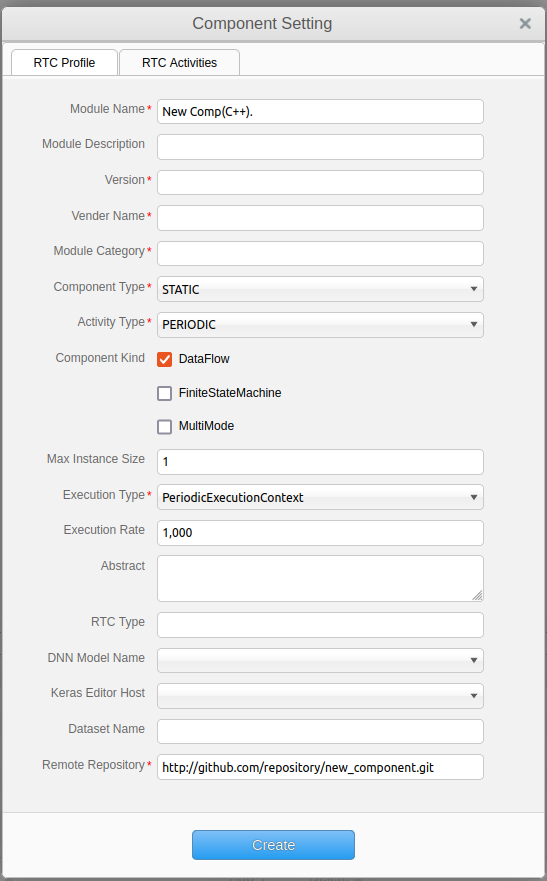 Component Setting
RTC Profile
RTC Activities
Module Name* New Comp(C++).
Module Description
Version*
Vender Name*
Module Category*
Component Type* STATIC
Activity Type* PERIODIC
Component Kind DataFlow
FiniteStateMachine
MultiMode
Max Instance Size 1
Execution Type* PeriodicExecutionContext
Execution Rate 1,000
Abstract
RTC Type
DNN Model Name
Keras Editor Host
Dataset Name
Remote Repository* http://github.com/repository/new_component.git
Create